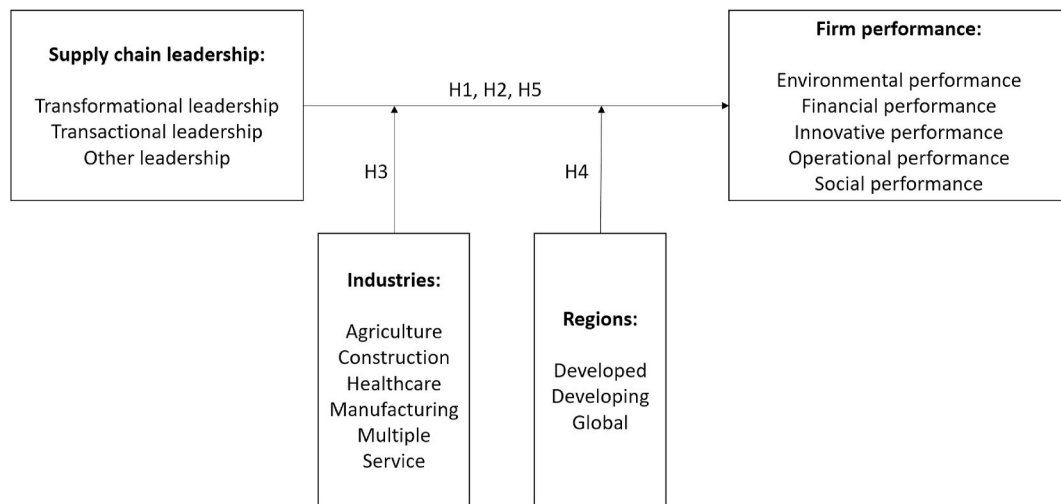 Supply chain leadership:
Transformational leadership
Transactional leadership
Other leadership
H1, H2, H5
Firm performance:
Environmental performance
Financial performance
Innovative performance
Operational performance
Social performance
H3
H4
Industries:
Agriculture
Construction
Healthcare
Manufacturing
Multiple
Service
Regions:
Developed
Developing
Global